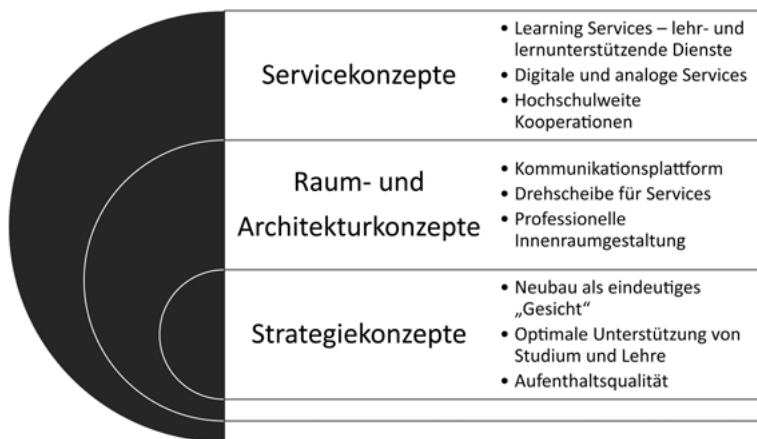 Servicekonzepte
• Learning Services – lehr- und
lernunterstützende Dienste
• Digitale und analoge Services
• Hochschulweite
Kooperationen
Raum- und
Architekturkonzepte
• Kommunikationsplattform
• Drehscheibe für Services
• Professionelle
Innenraumgestaltung
Strategiekonzepte
• Neubau als eindeutiges
„Gesicht“
• Optimale Unterstützung von
Studium und Lehre
• Aufenthaltsqualität